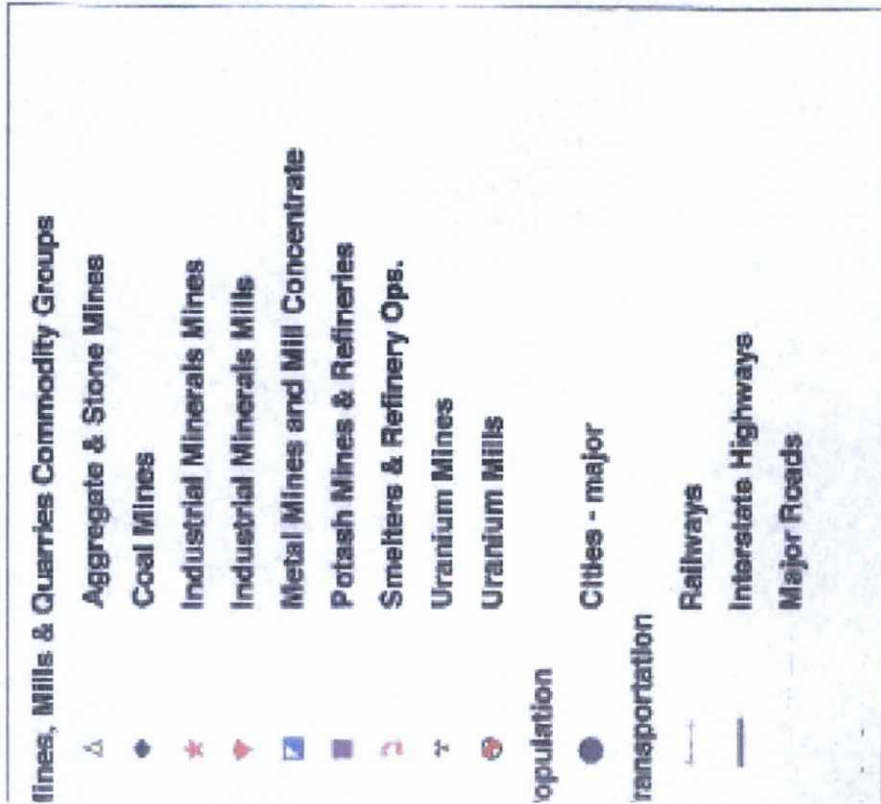 lines, Mills & Quarries Commodity Groups
Aggregate & Stone Mines
Coal Mines
Industrial Minerals Mines
Industrial Minerals Mills
Metal Mines and Mill Concentrate
Potash Mines & Refineries
Smelters & Refinery Ops.
Uranium Mines
Uranium Mills
opulation
Cities - major
ransportation
Railways
Interstate Highways
Major Roads